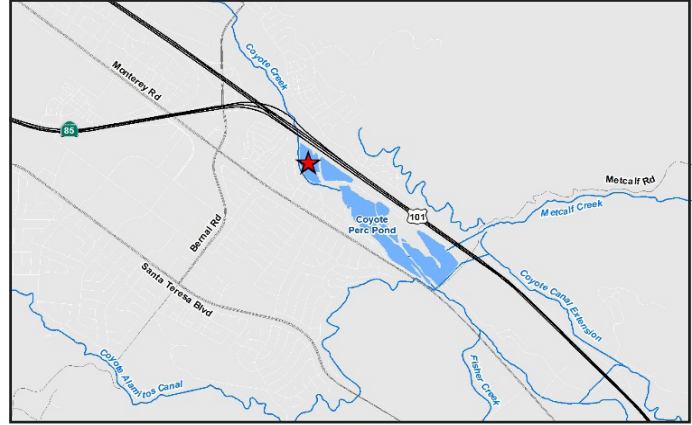 Coyote Creek
Monterey Rd
85
Metcalf Rd
Metcalf Creek
101
Coyote
Perc Pond
Bernal Rd
Santa Teresa Blvd
Coyote Canal Extension
Fisher Creek
Coyote Alamitos Canal